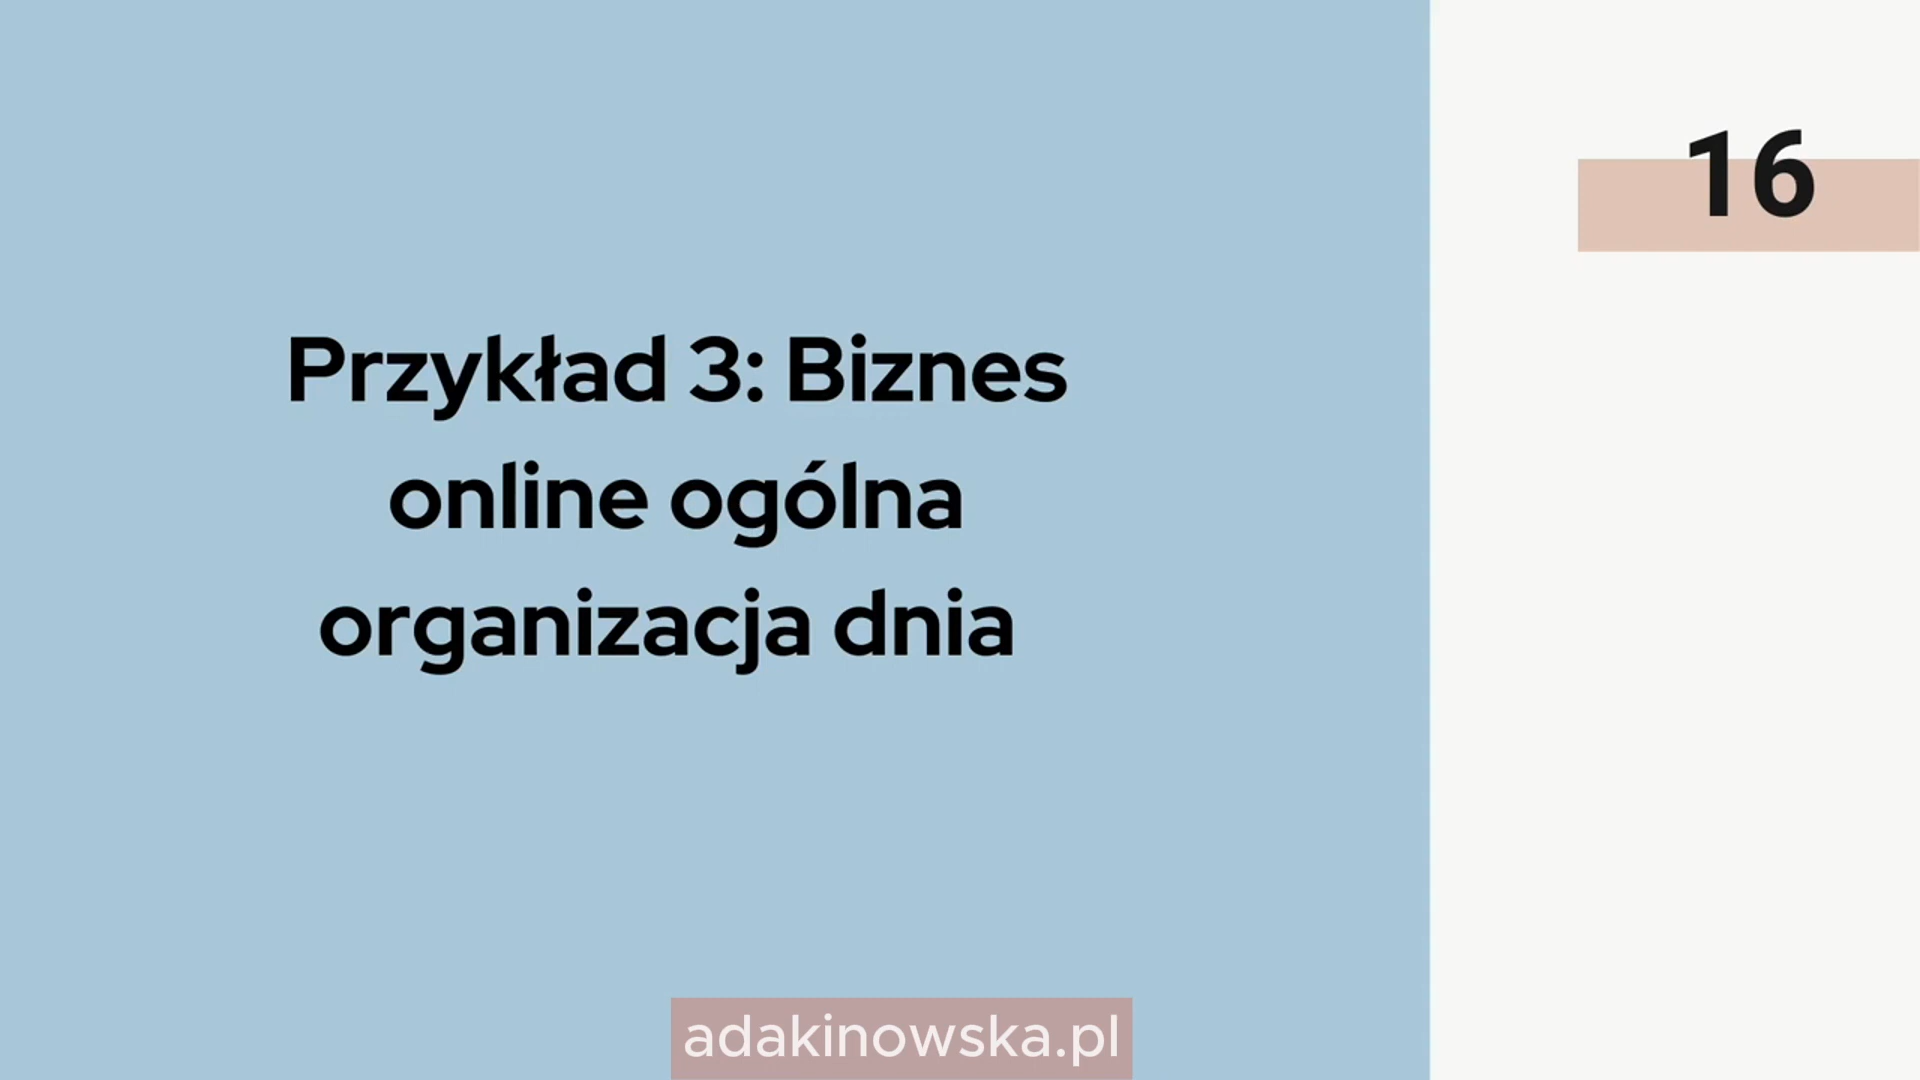 16
Przykład 3: Biznes
online ogólna
organizacja dnia
adakinowska.pl